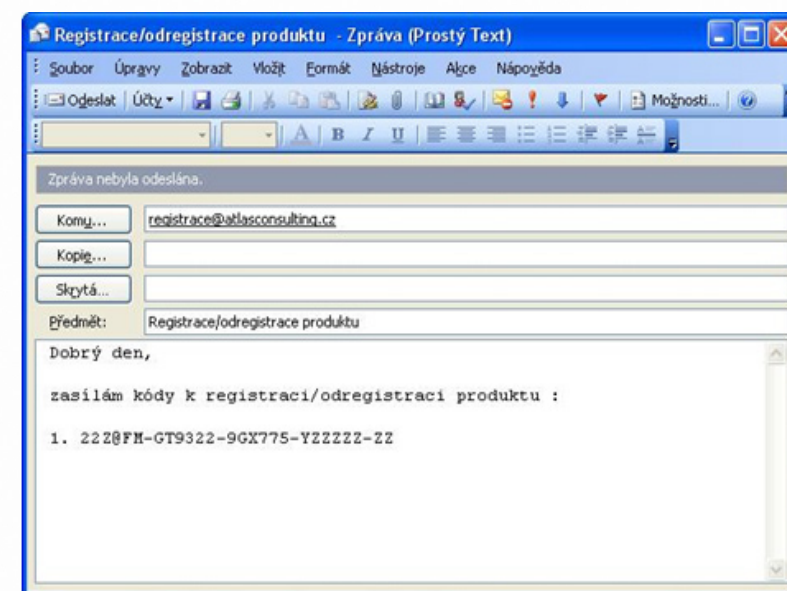 Registrace/odregistrace produktu - Zpráva (Prostý Text)
Soubor Úpravy Zobrazit Vložit Formát Nástroje Akce Nápověda
Odeslat Účty Možnosti...
A B I U
Zpráva nebyla odeslána.
Komu... registrace@atlasconsulting.cz
Kopie...
Skrytá...
Předmět: Registrace/odregistrace produktu
Dobrý den,
zasílám kódy k registraci/odregistraci produktu :
1. 22Z@FM-GT9322-9GX775-YZZZZZ-ZZ